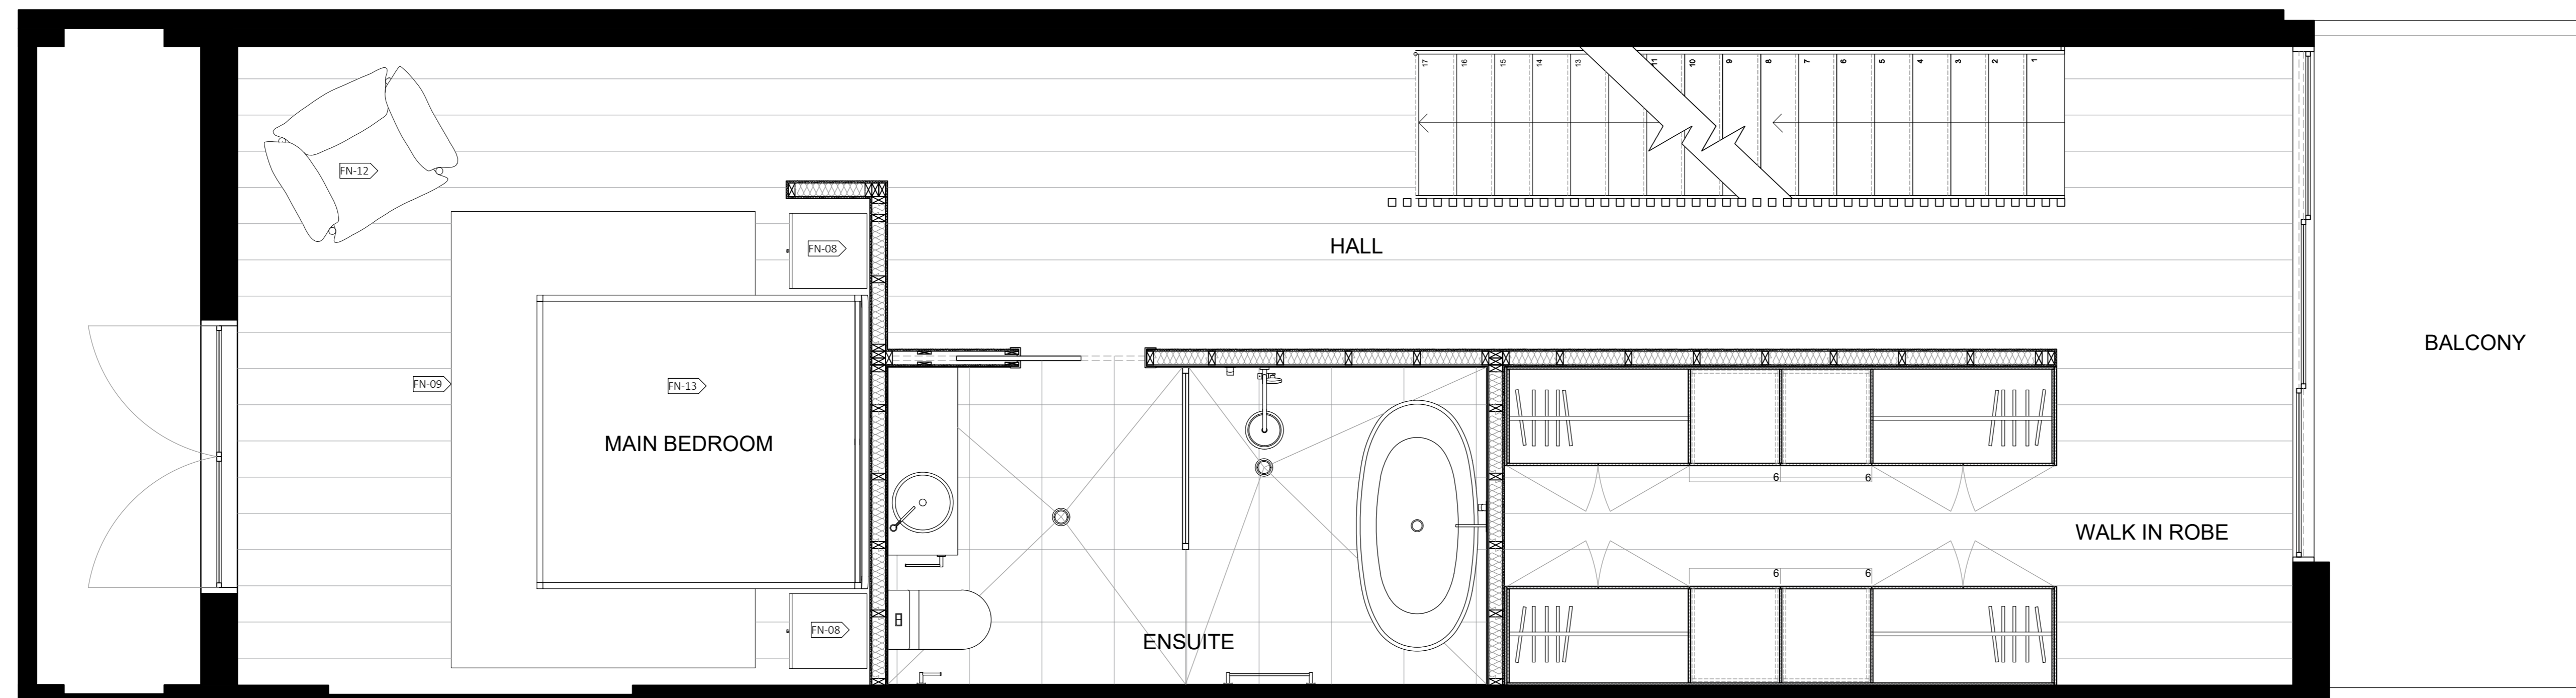 17 16 15 14 13 11 10 9 8 7 6 5 4 3 2 1
FN-12
FN-08
HALL
BALCONY
FN-09
FN-13
MAIN BEDROOM
6 6
WALK IN ROBE
6 6
FN-08
ENSUITE